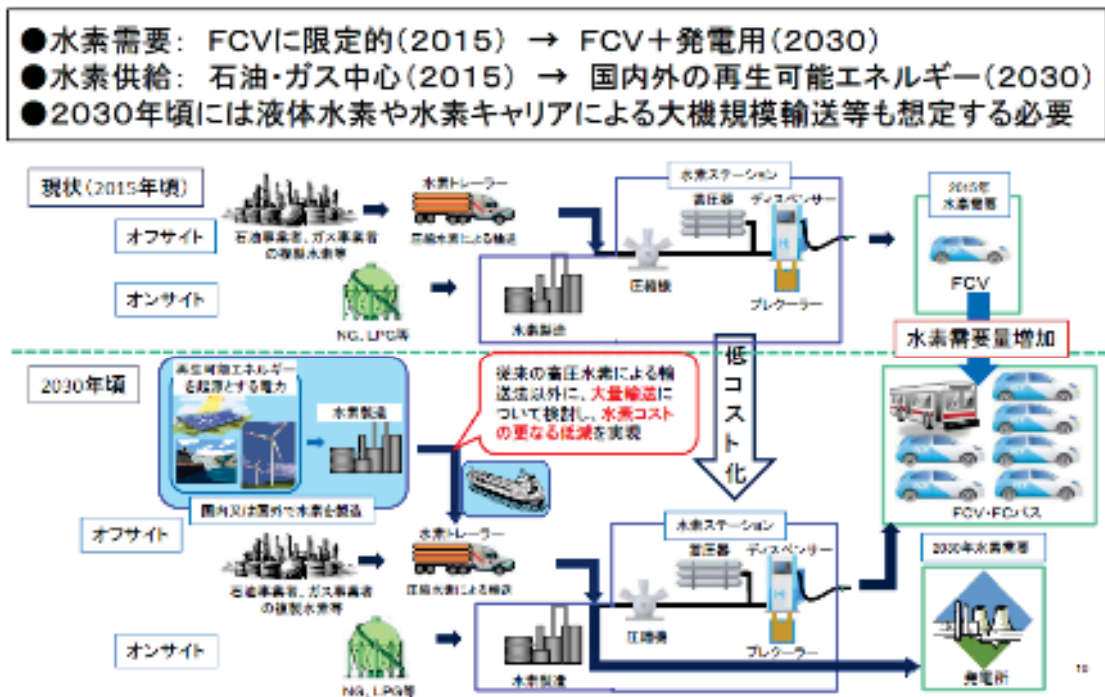 ●水素需要: FCVに限定的(2015) → FCV+発電用(2030)
●水素供給: 石油・ガス中心(2015) → 国内外の再生可能エネルギー(2030)
●2030年頃には液体水素や水素キャリアによる大機規模輸送等も想定する必要
現状(2015年頃)
オフサイト
石油事業者、ガス事業者
の複製水素等
水素トレーラー
圧縮水素による輸送
水素ステーション
蓄圧器
ディスペンサー
圧縮機
プレクーラー
2015年
水素需要
FCV
オンサイト
NG、LPG等
水素製造
水素需要量増加
低コスト化
2030年頃
再生可能エネルギー
を起源とする電力
水素製造
国内又は国外で水素を製造
従来の高圧水素による輸
送法以外に、大量輸送に
ついて検討し、水素コスト
の更なる低減を実現
FCV・FCバス
オフサイト
石油事業者、ガス事業者
の複製水素等
水素トレーラー
圧縮水素による輸送
水素ステーション
蓄圧器
ディスペンサー
圧縮機
プレクーラー
2030年水素需要
発電所
オンサイト
NG、LPG等
水素製造